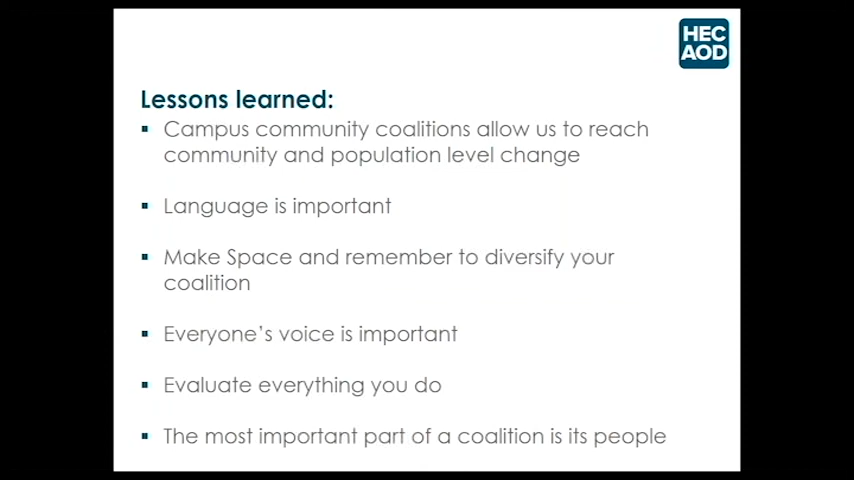 HEC
AOD
Lessons learned:
▪ Campus community coalitions allow us to reach
community and population level change
▪ Language is important
▪ Make Space and remember to diversify your
coalition
▪ Everyone's voice is important
▪ Evaluate everything you do
▪ The most important part of a coalition is its people